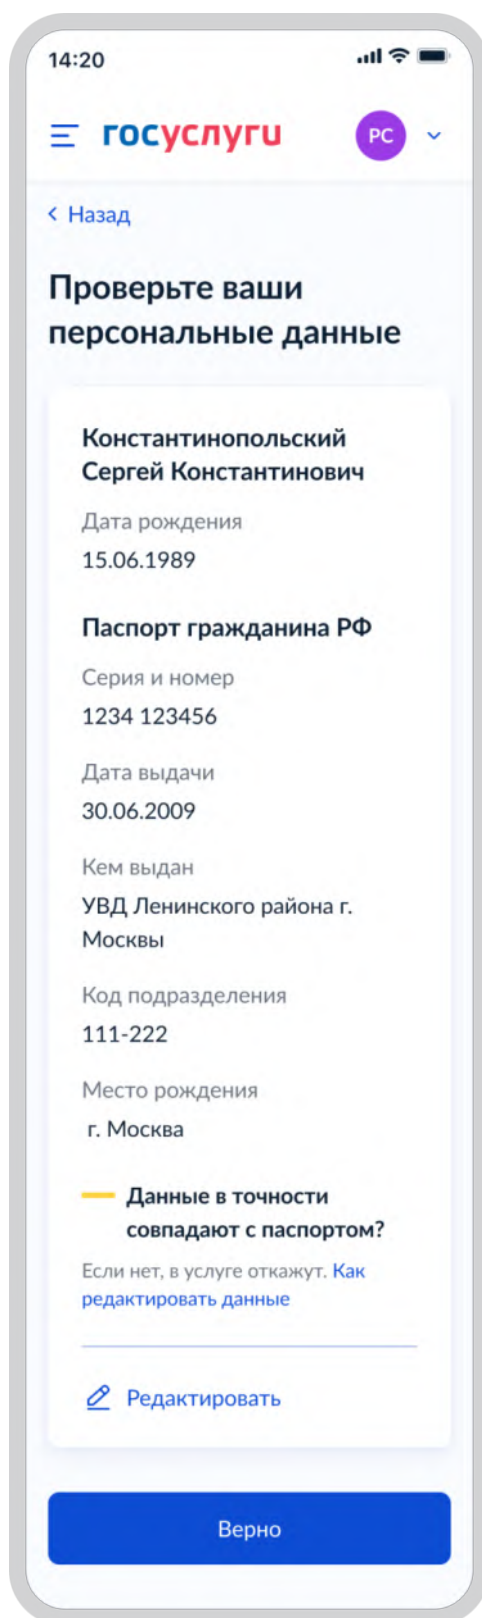 14:20
госуслуги
РС
Назад
Проверьте ваши
персональные данные
Константинопольский
Сергей Константинович
Дата рождения
15.06.1989
Паспорт гражданина РФ
Серия и номер
1234 123456
Дата выдачи
30.06.2009
Кем выдан
УВД Ленинского района г.
Москвы
Код подразделения
111-222
Место рождения
г. Москва
Данные в точности
совпадают с паспортом?
Если нет, в услуге откажут. Как
редактировать данные
Редактировать
Верно